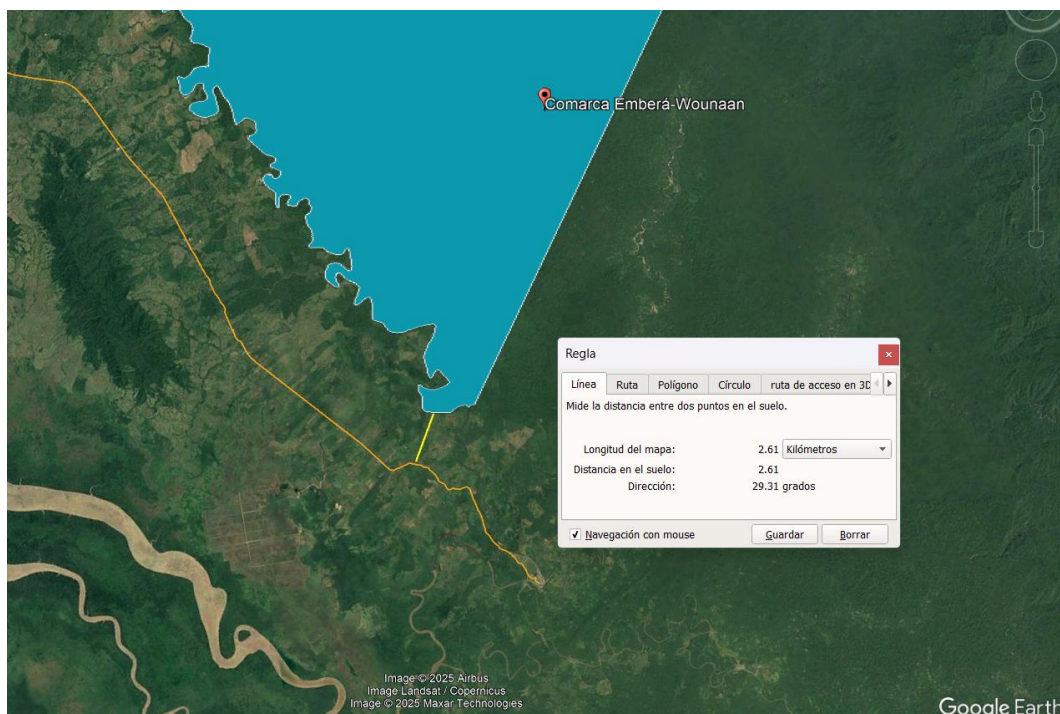 Comarca Emberá-Wounaan
Regla
Línea Ruta Polígono Círculo ruta de acceso en 3D
Mide la distancia entre dos puntos en el suelo.
Longitud del mapa: 2.61 Kilómetros
Distancia en el suelo: 2.61
Dirección: 29.31 grados
Navegación con mouse Guardar Borrar
Image © 2025 Airbus
Image Landsat / Copernicus
Image © 2025 Maxar Technologies
Google Earth